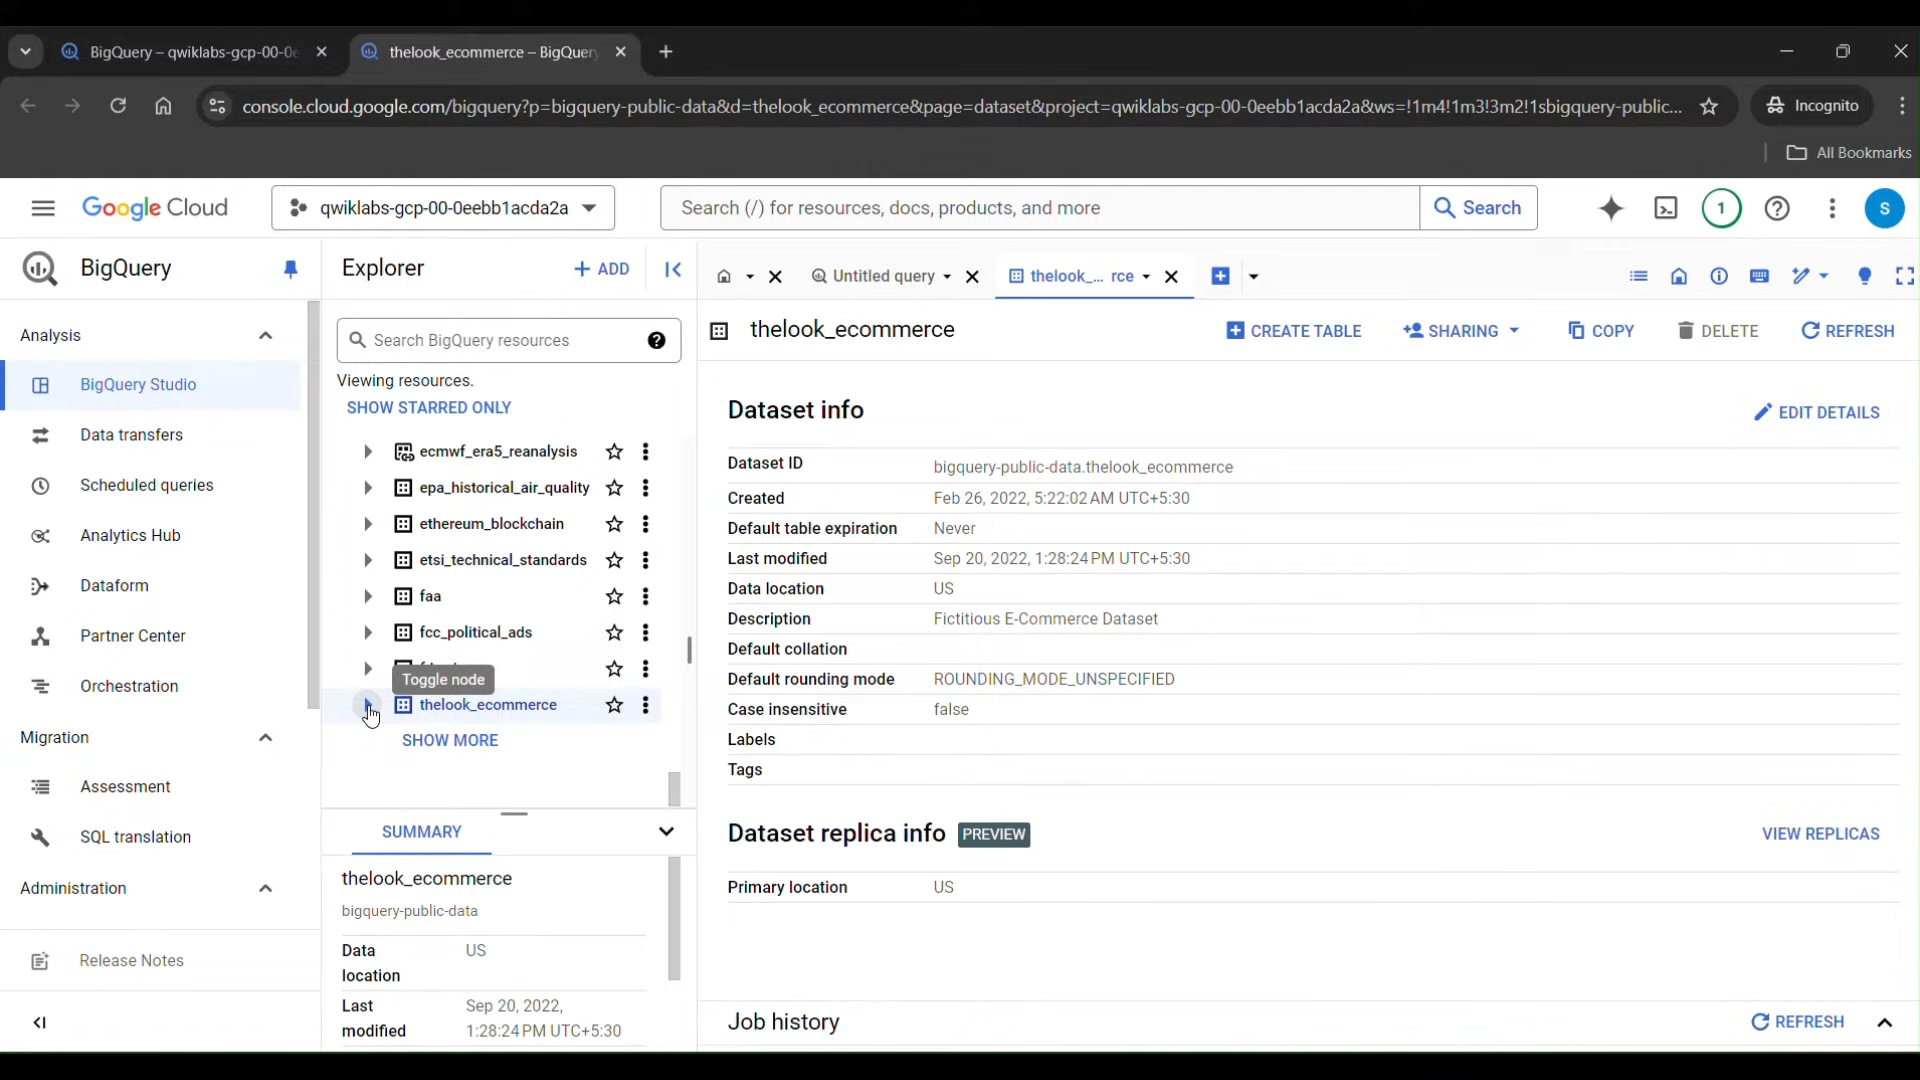 BigQuery – qwiklabs-gcp-00-0e
thelook_ecommerce – BigQuery
console.cloud.google.com/bigquery?p=bigquery-public-data&d=thelook_ecommerce&page=dataset&project=qwiklabs-gcp-00-0eebb1acda2a&ws=!1m4!1m3!3m2!1sbigquery-public...
Incognito
All Bookmarks
Google Cloud
qwiklabs-gcp-00-0eebb1acda2a
Search (/) for resources, docs, products, and more
Search
1
S
BigQuery
Analysis
BigQuery Studio
Data transfers
Scheduled queries
Analytics Hub
Dataform
Partner Center
Orchestration
Migration
Assessment
SQL translation
Administration
Release Notes
Explorer
+ ADD
Search BigQuery resources
Viewing resources.
SHOW STARRED ONLY
ecmwf_era5_reanalysis
epa_historical_air_quality
ethereum_blockchain
etsi_technical_standards
faa
fcc_political_ads
Toggle node
thelook_ecommerce
SHOW MORE
SUMMARY
thelook_ecommerce
bigquery-public-data
Data location US
Last modified Sep 20, 2022, 1:28:24 PM UTC+5:30
Untitled query
thelook_... rce
thelook_ecommerce
CREATE TABLE
SHARING
COPY
DELETE
REFRESH
Dataset info
EDIT DETAILS
Dataset ID bigquery-public-data.thelook_ecommerce
Created Feb 26, 2022, 5:22:02 AM UTC+5:30
Default table expiration Never
Last modified Sep 20, 2022, 1:28:24 PM UTC+5:30
Data location US
Description Fictitious E-Commerce Dataset
Default collation
Default rounding mode ROUNDING_MODE_UNSPECIFIED
Case insensitive false
Labels
Tags
Dataset replica info PREVIEW
VIEW REPLICAS
Primary location US
Job history
REFRESH